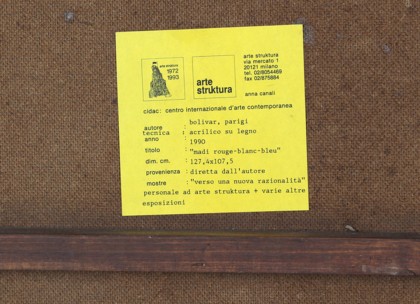 arte struktura
1972
1993
arte
struktura
arte struktura
via mercato 1
20121 milano
tel. 02/8054469
fax 02/875884
anna canali
cidac: centro internazionale d'arte contemporanea
autore : bolivar, parigi
tecnica : acrilico su legno
anno : 1990
titolo : "madi rouge-blanc-bleu"
dim. cm. : 127,4x107,5
provenienza : diretta dall'autore
mostre : "verso una nuova razionalità"
personale ad arte struktura + varie altre
esposizioni